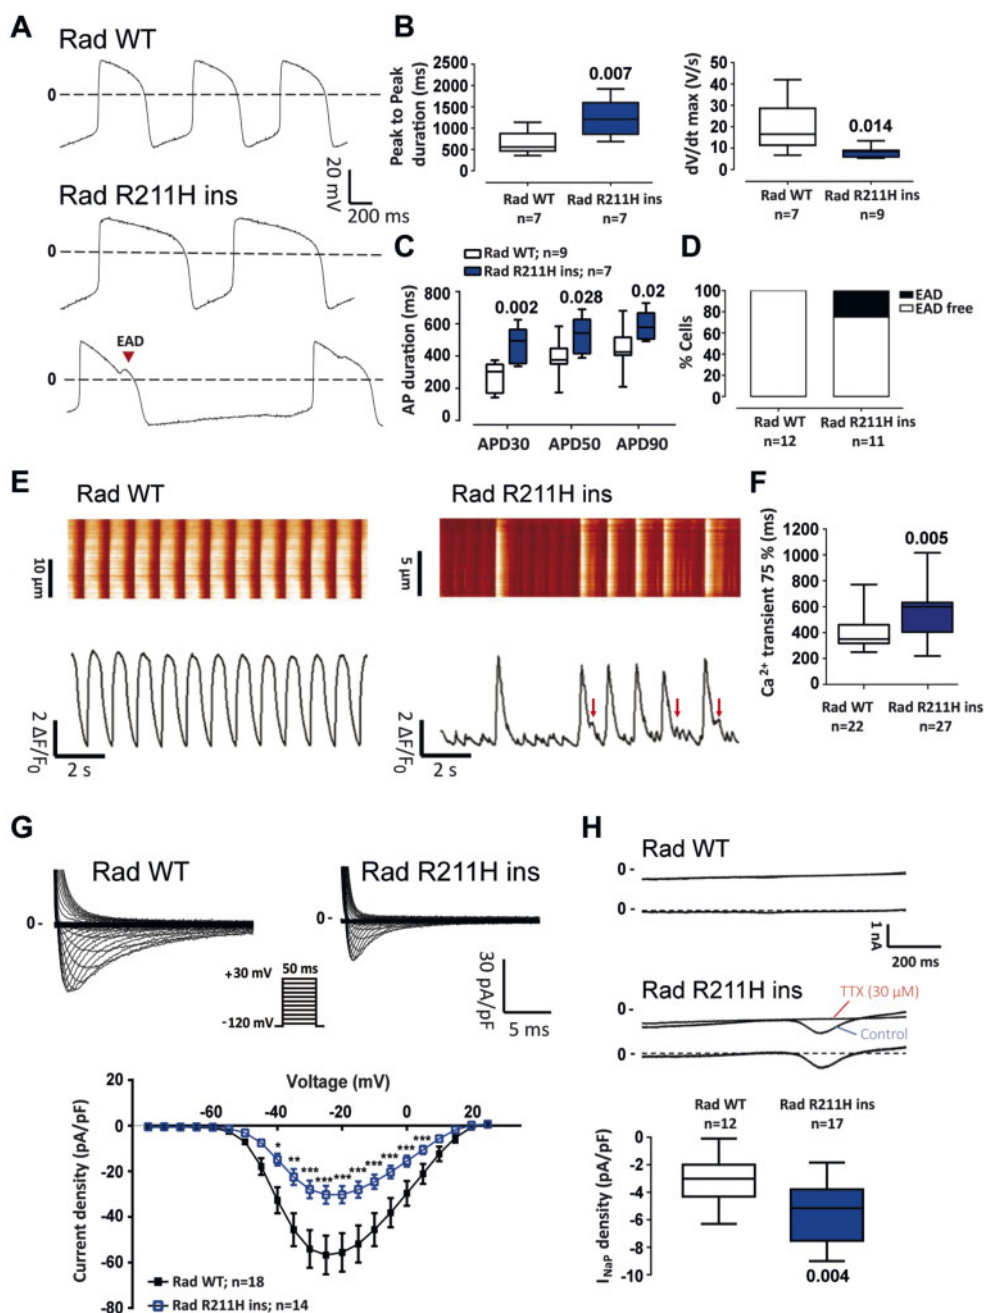 A
Rad WT
0
20 mV
200 ms
Rad R211H ins
0
EAD
0
B
Peak to Peak
duration (ms)
2500
2000
1500
1000
500
0
0.007
Rad WT
n=7
Rad R211H ins
n=7
dV/dt max (V/s)
50
40
30
20
10
0
0.014
Rad WT
n=7
Rad R211H ins
n=9
C
Rad WT; n=9
Rad R211H ins; n=7
AP duration (ms)
800
600
400
200
0
0.002
0.028
0.02
APD30
APD50
APD90
D
EAD
EAD free
% Cells
100
80
60
40
20
0
Rad WT
n=12
Rad R211H ins
n=11
E
Rad WT
Rad R211H ins
10 µm
5 µm
2 ΔF/F0
2 s
2 ΔF/F0
2 s
F
Ca2+ transient 75 % (ms)
1200
1000
800
600
400
200
0
0.005
Rad WT
n=22
Rad R211H ins
n=27
G
Rad WT
Rad R211H ins
0 -
0 -
+30 mV
50 ms
-120 mV
30 pA/pF
5 ms
Voltage (mV)
-60
-40
-20
0
20
Current density (pA/pF)
20
0
-20
-40
-60
-80
*
**
***
***
***
***
***
***
***
***
Rad WT; n=18
Rad R211H ins; n=14
H
Rad WT
0 -
0 -
1 nA
200 ms
Rad R211H ins
TTX (30 µM)
0 -
Control
0 -
Rad WT
n=12
Rad R211H ins
n=17
INaP density (pA/pF)
0
-2
-4
-6
-8
-10
0.004